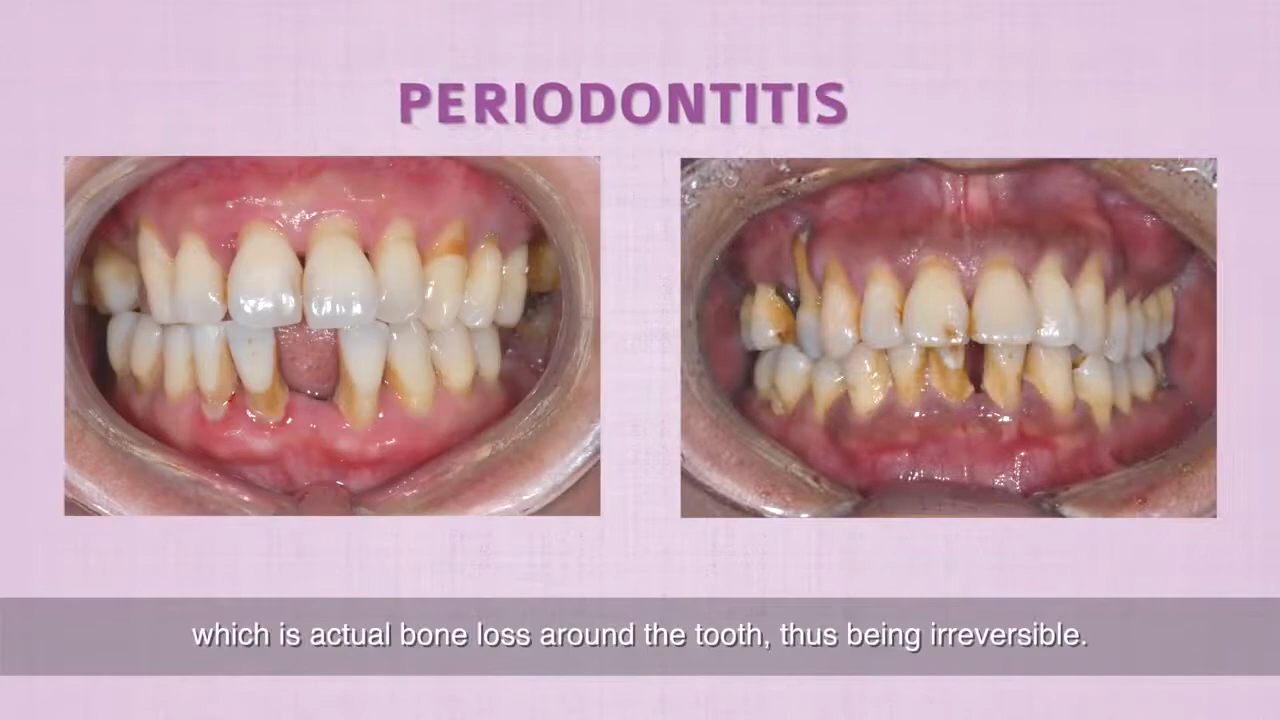 PERIODONTITIS
which is actual bone loss around the tooth, thus being irreversible.